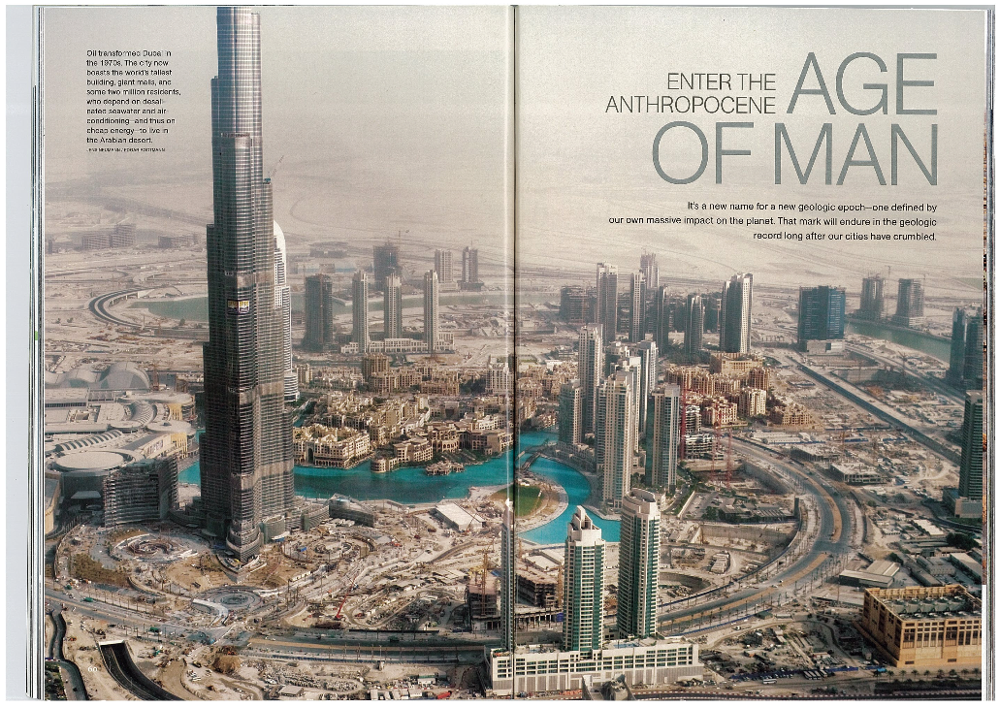 Oil transformed Dubai in
the 1970s. The city now
boasts the world's tallest
building, giant malls, and
some two million residents,
who depend on desali-
nated seawater and air-
conditioning—and thus on
cheap energy—to live in
the Arabian desert.
JENS NEUMANN / EDGAR RODTMANN
ENTER THE
ANTHROPOCENE
AGE
OF MAN
It's a new name for a new geologic epoch—one defined by
our own massive impact on the planet. That mark will endure in the geologic
record long after our cities have crumbled.